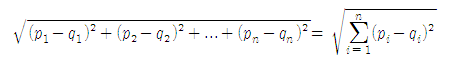 √((p₁ − q₁)² + (p₂ − q₂)² + ... + (pₙ − qₙ)²) = √(∑ᵢ₌₁ⁿ (pᵢ − qᵢ)²)